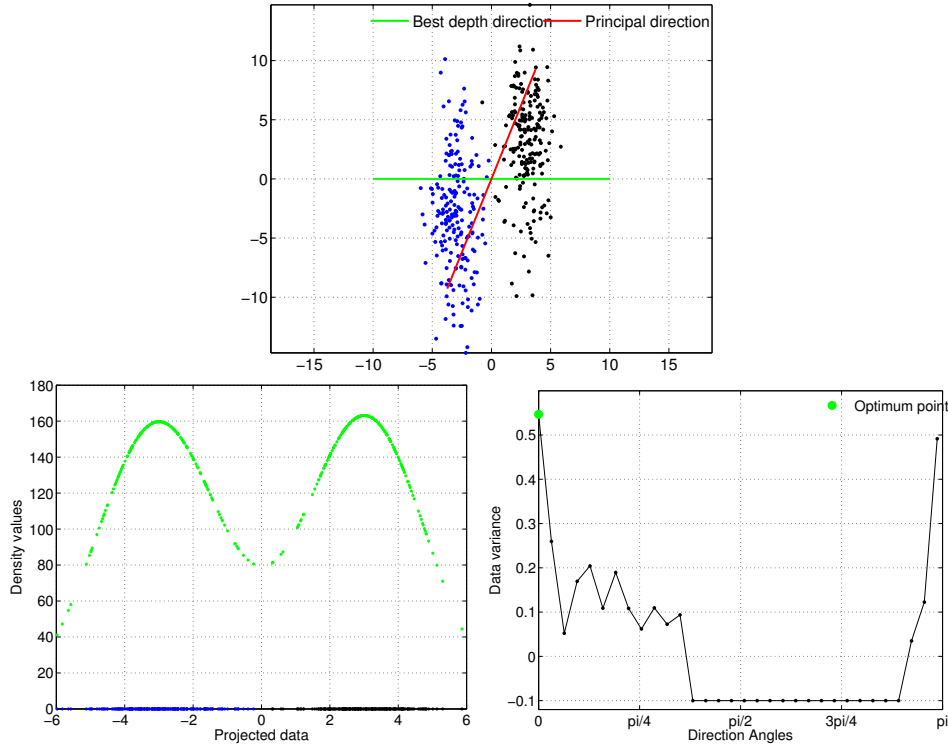 Best depth direction Principal direction
10
5
0
−5
−10
−15 −10 −5 0 5 10 15
180
160
140
120
100
80
60
40
20
0
Density values
−6 −4 −2 0 2 4 6
Projected data
Optimum point
0.5
0.4
0.3
0.2
0.1
0
−0.1
Data variance
0 pi/4 pi/2 3pi/4 pi
Direction Angles